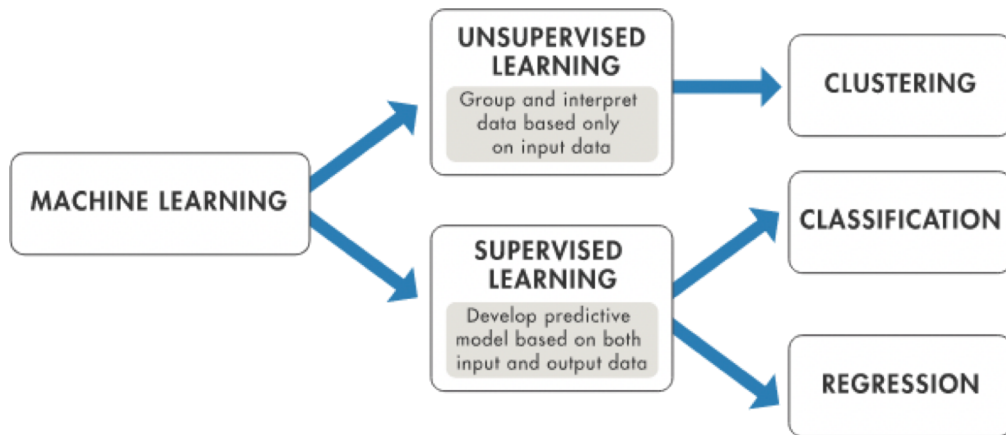 MACHINE LEARNING
UNSUPERVISED
LEARNING
Group and interpret
data based only
on input data
CLUSTERING
SUPERVISED
LEARNING
Develop predictive
model based on both
input and output data
CLASSIFICATION
REGRESSION